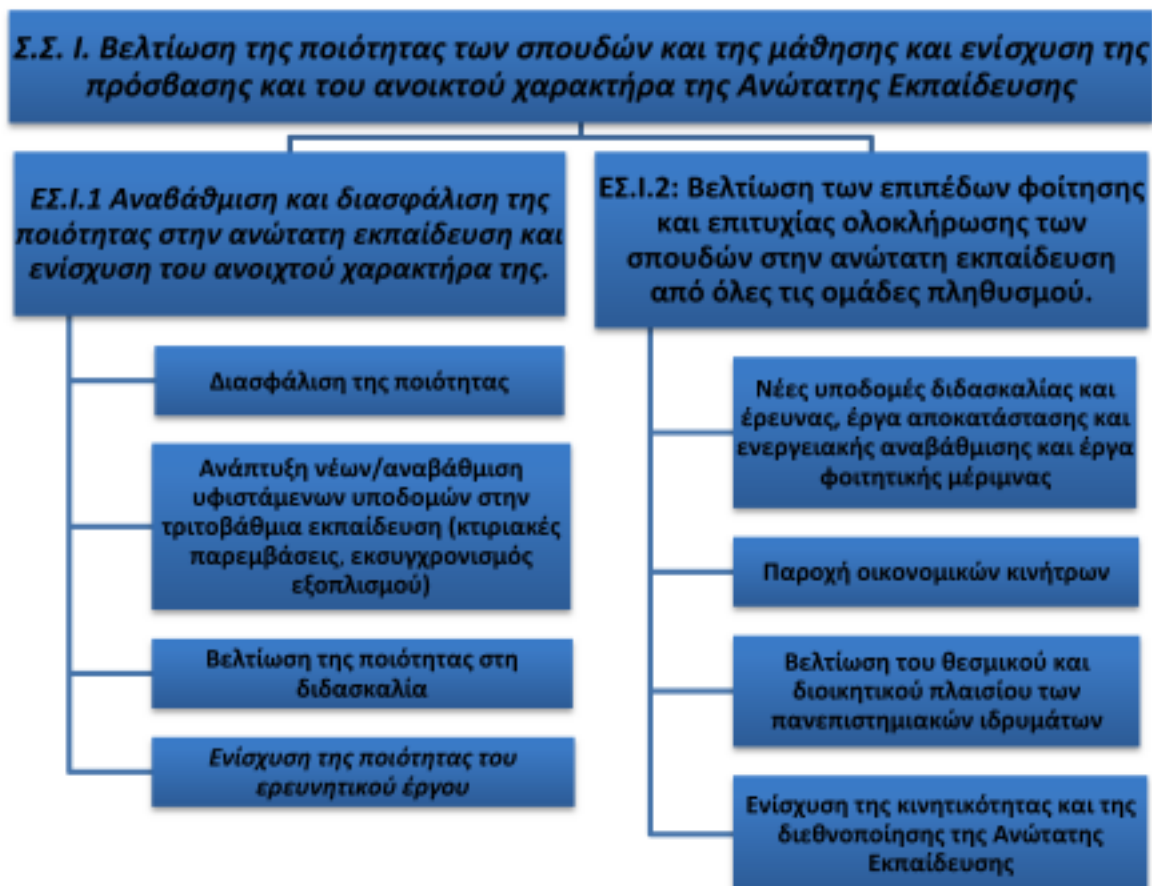 Σ.Σ. Ι. Βελτίωση της ποιότητας των σπουδών και της μάθησης και ενίσχυση της
πρόσβασης και του ανοικτού χαρακτήρα της Ανώτατης Εκπαίδευσης
ΕΣ.Ι.1 Αναβάθμιση και διασφάλιση της
ποιότητας στην ανώτατη εκπαίδευση και
ενίσχυση του ανοιχτού χαρακτήρα της.
Διασφάλιση της ποιότητας
Ανάπτυξη νέων/αναβάθμιση
υφιστάμενων υποδομών στην
τριτοβάθμια εκπαίδευση (κτιριακές
παρεμβάσεις, εκσυγχρονισμός
εξοπλισμού)
Βελτίωση της ποιότητας στη
διδασκαλία
Ενίσχυση της ποιότητας του
ερευνητικού έργου
ΕΣ.Ι.2: Βελτίωση των επιπέδων φοίτησης
και επιτυχίας ολοκλήρωσης των
σπουδών στην ανώτατη εκπαίδευση
από όλες τις ομάδες πληθυσμού.
Νέες υποδομές διδασκαλίας και
έρευνας, έργα αποκατάστασης και
ενεργειακής αναβάθμισης και έργα
φοιτητικής μέριμνας
Παροχή οικονομικών κινήτρων
Βελτίωση του θεσμικού και
διοικητικού πλαισίου των
πανεπιστημιακών ιδρυμάτων
Ενίσχυση της κινητικότητας και της
διεθνοποίησης της Ανώτατης
Εκπαίδευσης